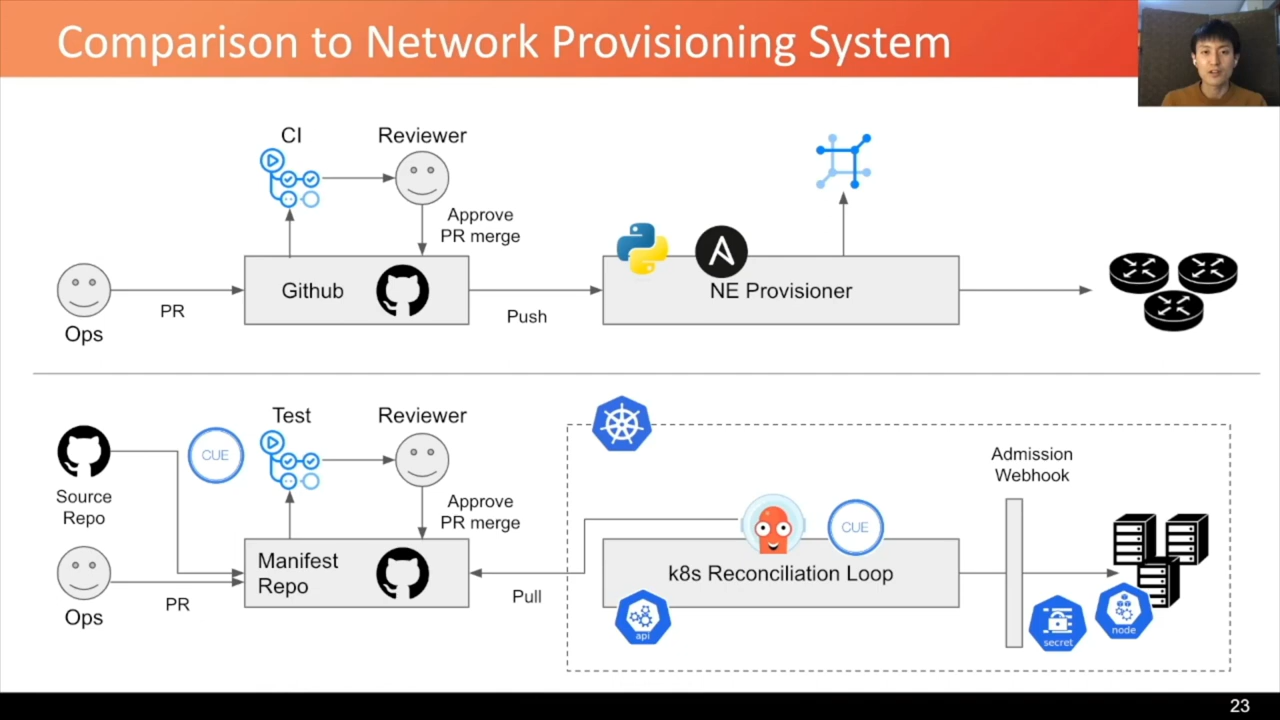 Comparison to Network Provisioning System
CI
Reviewer
Approve
PR merge
Github
NE Provisioner
PR
Push
Ops
Test
Reviewer
CUE
Source
Repo
Approve
PR merge
Admission
Webhook
CUE
Manifest
Repo
k8s Reconciliation Loop
PR
Pull
Ops
api
secret
node
23